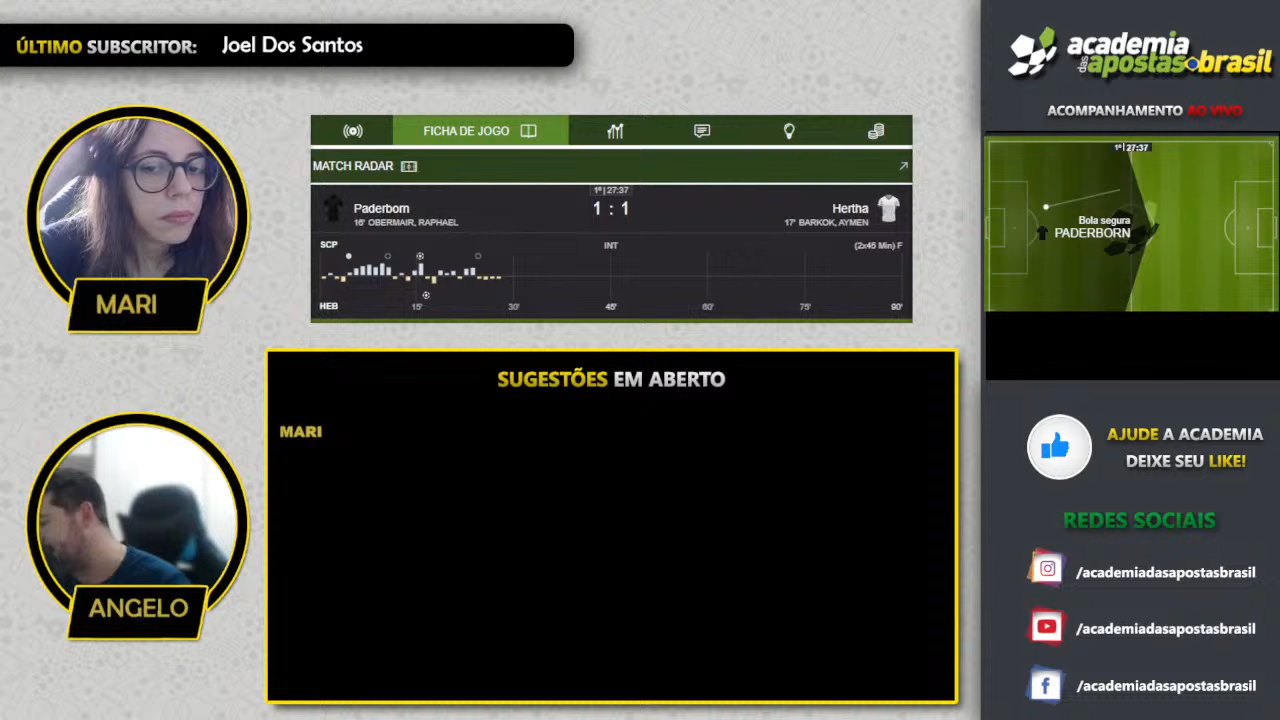 ÚLTIMO SUBSCRITOR: Joel Dos Santos
academia
das apostas brasil
ACOMPANHAMENTO AO VIVO
FICHA DE JOGO
MATCH RADAR
1º | 27:37
Paderborn 1 : 1 Hertha
16' OBERMAIR, RAPHAEL 17' BARKOK, AYMEN
SCP INT (2x45 Min) F
HEB 15' 30' 45' 60' 75' 90'
1º | 27:37
Bola segura
PADERBORN
MARI
SUGESTÕES EM ABERTO
MARI
ANGELO
AJUDE A ACADEMIA
DEIXE SEU LIKE!
REDES SOCIAIS
/academiadasapostasbrasil
/academiadasapostasbrasil
/academiadasapostasbrasil